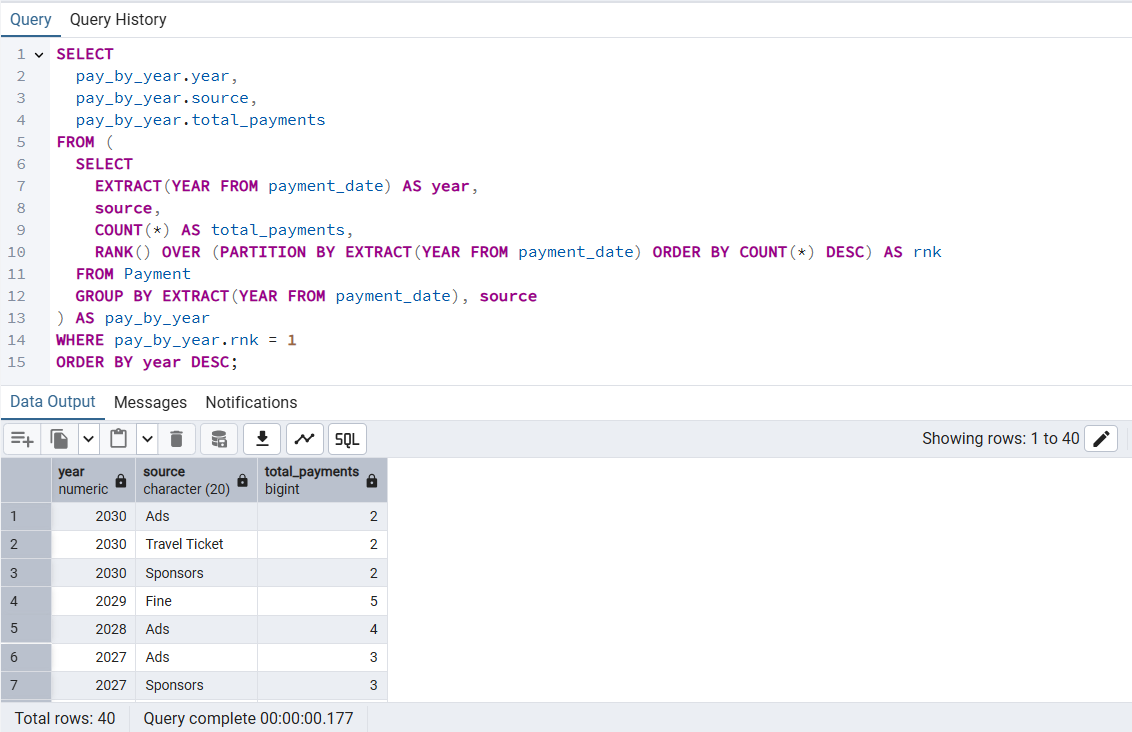 Query Query History
1 SELECT
2 pay_by_year.year,
3 pay_by_year.source,
4 pay_by_year.total_payments
5 FROM (
6 SELECT
7 EXTRACT(YEAR FROM payment_date) AS year,
8 source,
9 COUNT(*) AS total_payments,
10 RANK() OVER (PARTITION BY EXTRACT(YEAR FROM payment_date) ORDER BY COUNT(*) DESC) AS rnk
11 FROM Payment
12 GROUP BY EXTRACT(YEAR FROM payment_date), source
13 ) AS pay_by_year
14 WHERE pay_by_year.rnk = 1
15 ORDER BY year DESC;
Data Output Messages Notifications
SQL Showing rows: 1 to 40
year source total_payments
numeric character (20) bigint
1 2030 Ads 2
2 2030 Travel Ticket 2
3 2030 Sponsors 2
4 2029 Fine 5
5 2028 Ads 4
6 2027 Ads 3
7 2027 Sponsors 3
Total rows: 40 Query complete 00:00:00.177